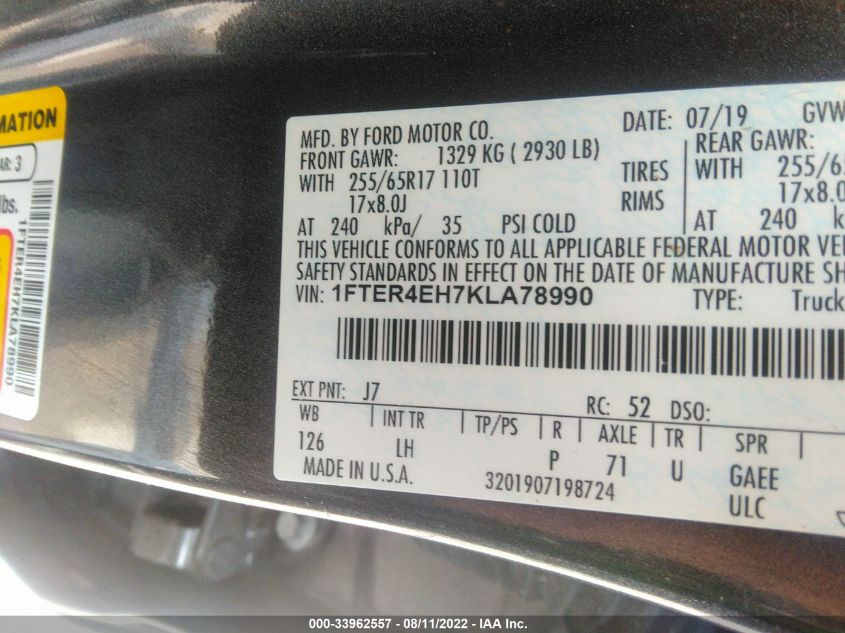 MATION
AR: 3
lbs.
1FTER4EH7KLA78990
MFD. BY FORD MOTOR CO.
DATE: 07/19 GVW
FRONT GAWR: 1329 KG ( 2930 LB)
REAR GAWR:
WITH 255/65R17 110T
TIRES
WITH 255/65
17x8.0J
RIMS
17x8.0
AT 240 kPa/ 35 PSI COLD
AT 240
THIS VEHICLE CONFORMS TO ALL APPLICABLE FEDERAL MOTOR VE
SAFETY STANDARDS IN EFFECT ON THE DATE OF MANUFACTURE SH
VIN: 1FTER4EH7KLA78990
TYPE: Truck
EXT PNT: J7
RC: 52 DSO:
WB INT TR TP/PS R AXLE TR SPR
126 LH P 71 U GAEE
MADE IN U.S.A.
3201907198724
ULC
000-33962557 - 08/11/2022 - IAA Inc.